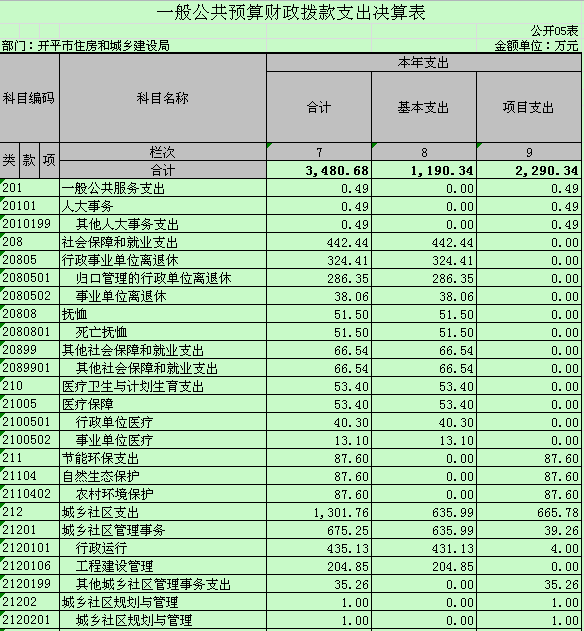 一般公共预算财政拨款支出决算表
公开05表
部门：开平市住房和城乡建设局 金额单位：万元
科目编码 科目名称 本年支出
合计 基本支出 项目支出
类 款 项 栏次 7 8 9
合计 3,480.68 1,190.34 2,290.34
201 一般公共服务支出 0.49 0.00 0.49
20101 人大事务 0.49 0.00 0.49
2010199 其他人大事务支出 0.49 0.00 0.49
208 社会保障和就业支出 442.44 442.44 0.00
20805 行政事业单位离退休 324.41 324.41 0.00
2080501 归口管理的行政单位离退休 286.35 286.35 0.00
2080502 事业单位离退休 38.06 38.06 0.00
20808 抚恤 51.50 51.50 0.00
2080801 死亡抚恤 51.50 51.50 0.00
20899 其他社会保障和就业支出 66.54 66.54 0.00
2089901 其他社会保障和就业支出 66.54 66.54 0.00
210 医疗卫生与计划生育支出 53.40 53.40 0.00
21005 医疗保障 53.40 53.40 0.00
2100501 行政单位医疗 40.30 40.30 0.00
2100502 事业单位医疗 13.10 13.10 0.00
211 节能环保支出 87.60 0.00 87.60
21104 自然生态保护 87.60 0.00 87.60
2110402 农村环境保护 87.60 0.00 87.60
212 城乡社区支出 1,301.76 635.99 665.78
21201 城乡社区管理事务 675.25 635.99 39.26
2120101 行政运行 435.13 431.13 4.00
2120106 工程建设管理 204.85 204.85 0.00
2120199 其他城乡社区管理事务支出 35.26 0.00 35.26
21202 城乡社区规划与管理 1.00 0.00 1.00
2120201 城乡社区规划与管理 1.00 0.00 1.00